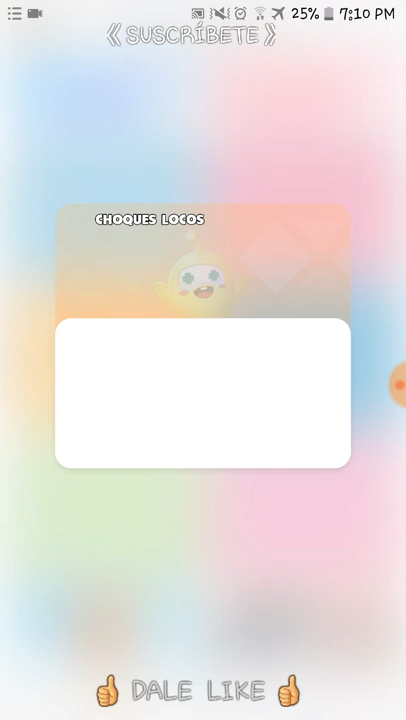 25% 7:10 PM
《 SUSCRÍBETE 》
CHOQUES LOCOS
👍 DALE LIKE 👍